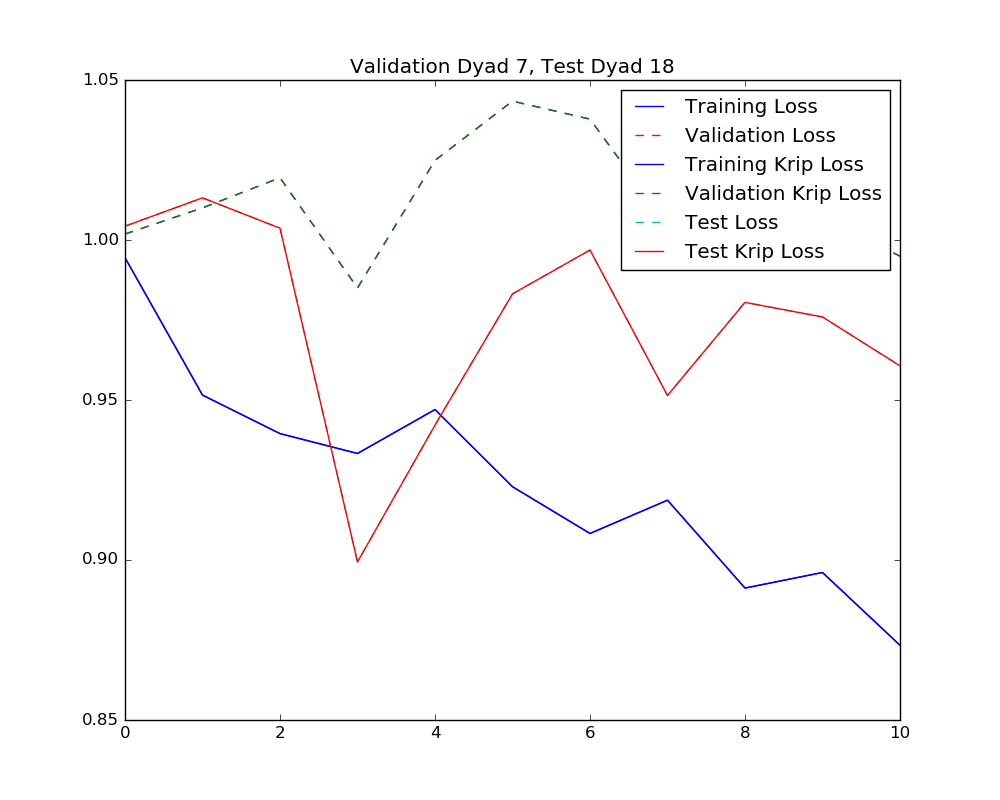 Validation Dyad 7, Test Dyad 18
1.05
1.00
0.95
0.90
0.85
0
2
4
6
8
10
Training Loss
Validation Loss
Training Krip Loss
Validation Krip Loss
Test Loss
Test Krip Loss